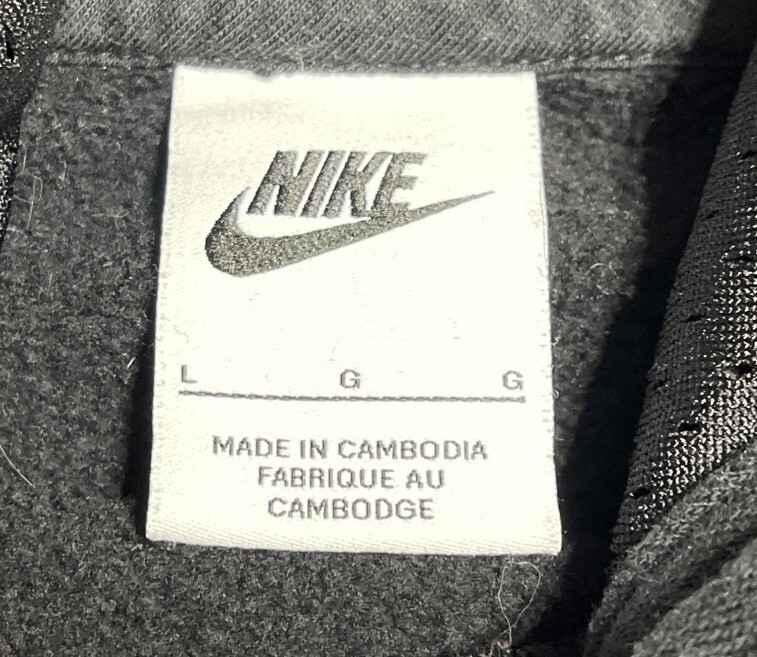 NIKE
L G G
MADE IN CAMBODIA
FABRIQUE AU
CAMBODGE